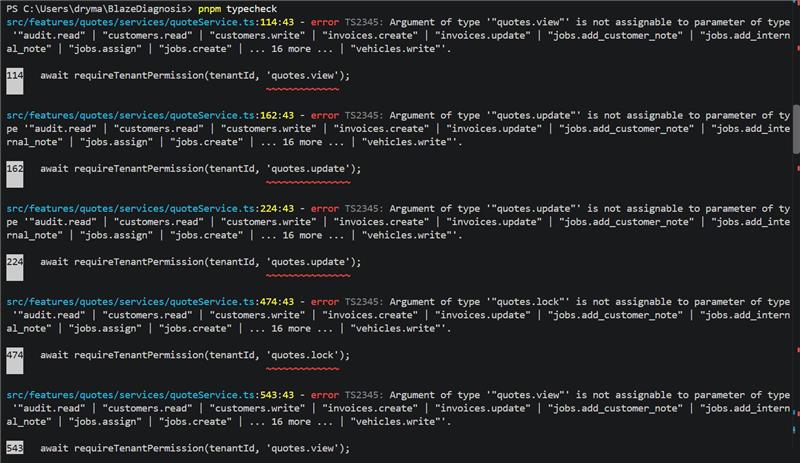 PS C:\Users\dryma\BlazeDiagnosis> pnpm typecheck
src/features/quotes/services/quoteService.ts:114:43 - error TS2345: Argument of type '"quotes.view"' is not assignable to parameter of type
 '"audit.read" | "customers.read" | "customers.write" | "invoices.create" | "invoices.update" | "jobs.add_customer_note" | "jobs.add_intern
al_note" | "jobs.assign" | "jobs.create" | ... 16 more ... | "vehicles.write"'.
114   await requireTenantPermission(tenantId, 'quotes.view');
src/features/quotes/services/quoteService.ts:162:43 - error TS2345: Argument of type '"quotes.update"' is not assignable to parameter of ty
pe '"audit.read" | "customers.read" | "customers.write" | "invoices.create" | "invoices.update" | "jobs.add_customer_note" | "jobs.add_inte
rnal_note" | "jobs.assign" | "jobs.create" | ... 16 more ... | "vehicles.write"'.
162   await requireTenantPermission(tenantId, 'quotes.update');
src/features/quotes/services/quoteService.ts:224:43 - error TS2345: Argument of type '"quotes.update"' is not assignable to parameter of ty
pe '"audit.read" | "customers.read" | "customers.write" | "invoices.create" | "invoices.update" | "jobs.add_customer_note" | "jobs.add_inte
rnal_note" | "jobs.assign" | "jobs.create" | ... 16 more ... | "vehicles.write"'.
224   await requireTenantPermission(tenantId, 'quotes.update');
src/features/quotes/services/quoteService.ts:474:43 - error TS2345: Argument of type '"quotes.lock"' is not assignable to parameter of type
 '"audit.read" | "customers.read" | "customers.write" | "invoices.create" | "invoices.update" | "jobs.add_customer_note" | "jobs.add_intern
al_note" | "jobs.assign" | "jobs.create" | ... 16 more ... | "vehicles.write"'.
474   await requireTenantPermission(tenantId, 'quotes.lock');
src/features/quotes/services/quoteService.ts:543:43 - error TS2345: Argument of type '"quotes.view"' is not assignable to parameter of type
 '"audit.read" | "customers.read" | "customers.write" | "invoices.create" | "invoices.update" | "jobs.add_customer_note" | "jobs.add_intern
al_note" | "jobs.assign" | "jobs.create" | ... 16 more ... | "vehicles.write"'.
543   await requireTenantPermission(tenantId, 'quotes.view');